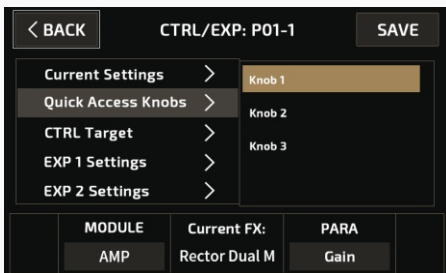 < BACK CTRL/EXP: P01-1 SAVE
Current Settings >
Quick Access Knobs >
CTRL Target >
EXP 1 Settings >
EXP 2 Settings >
Knob 1
Knob 2
Knob 3
MODULE Current FX: PARA
AMP Rector Dual M Gain